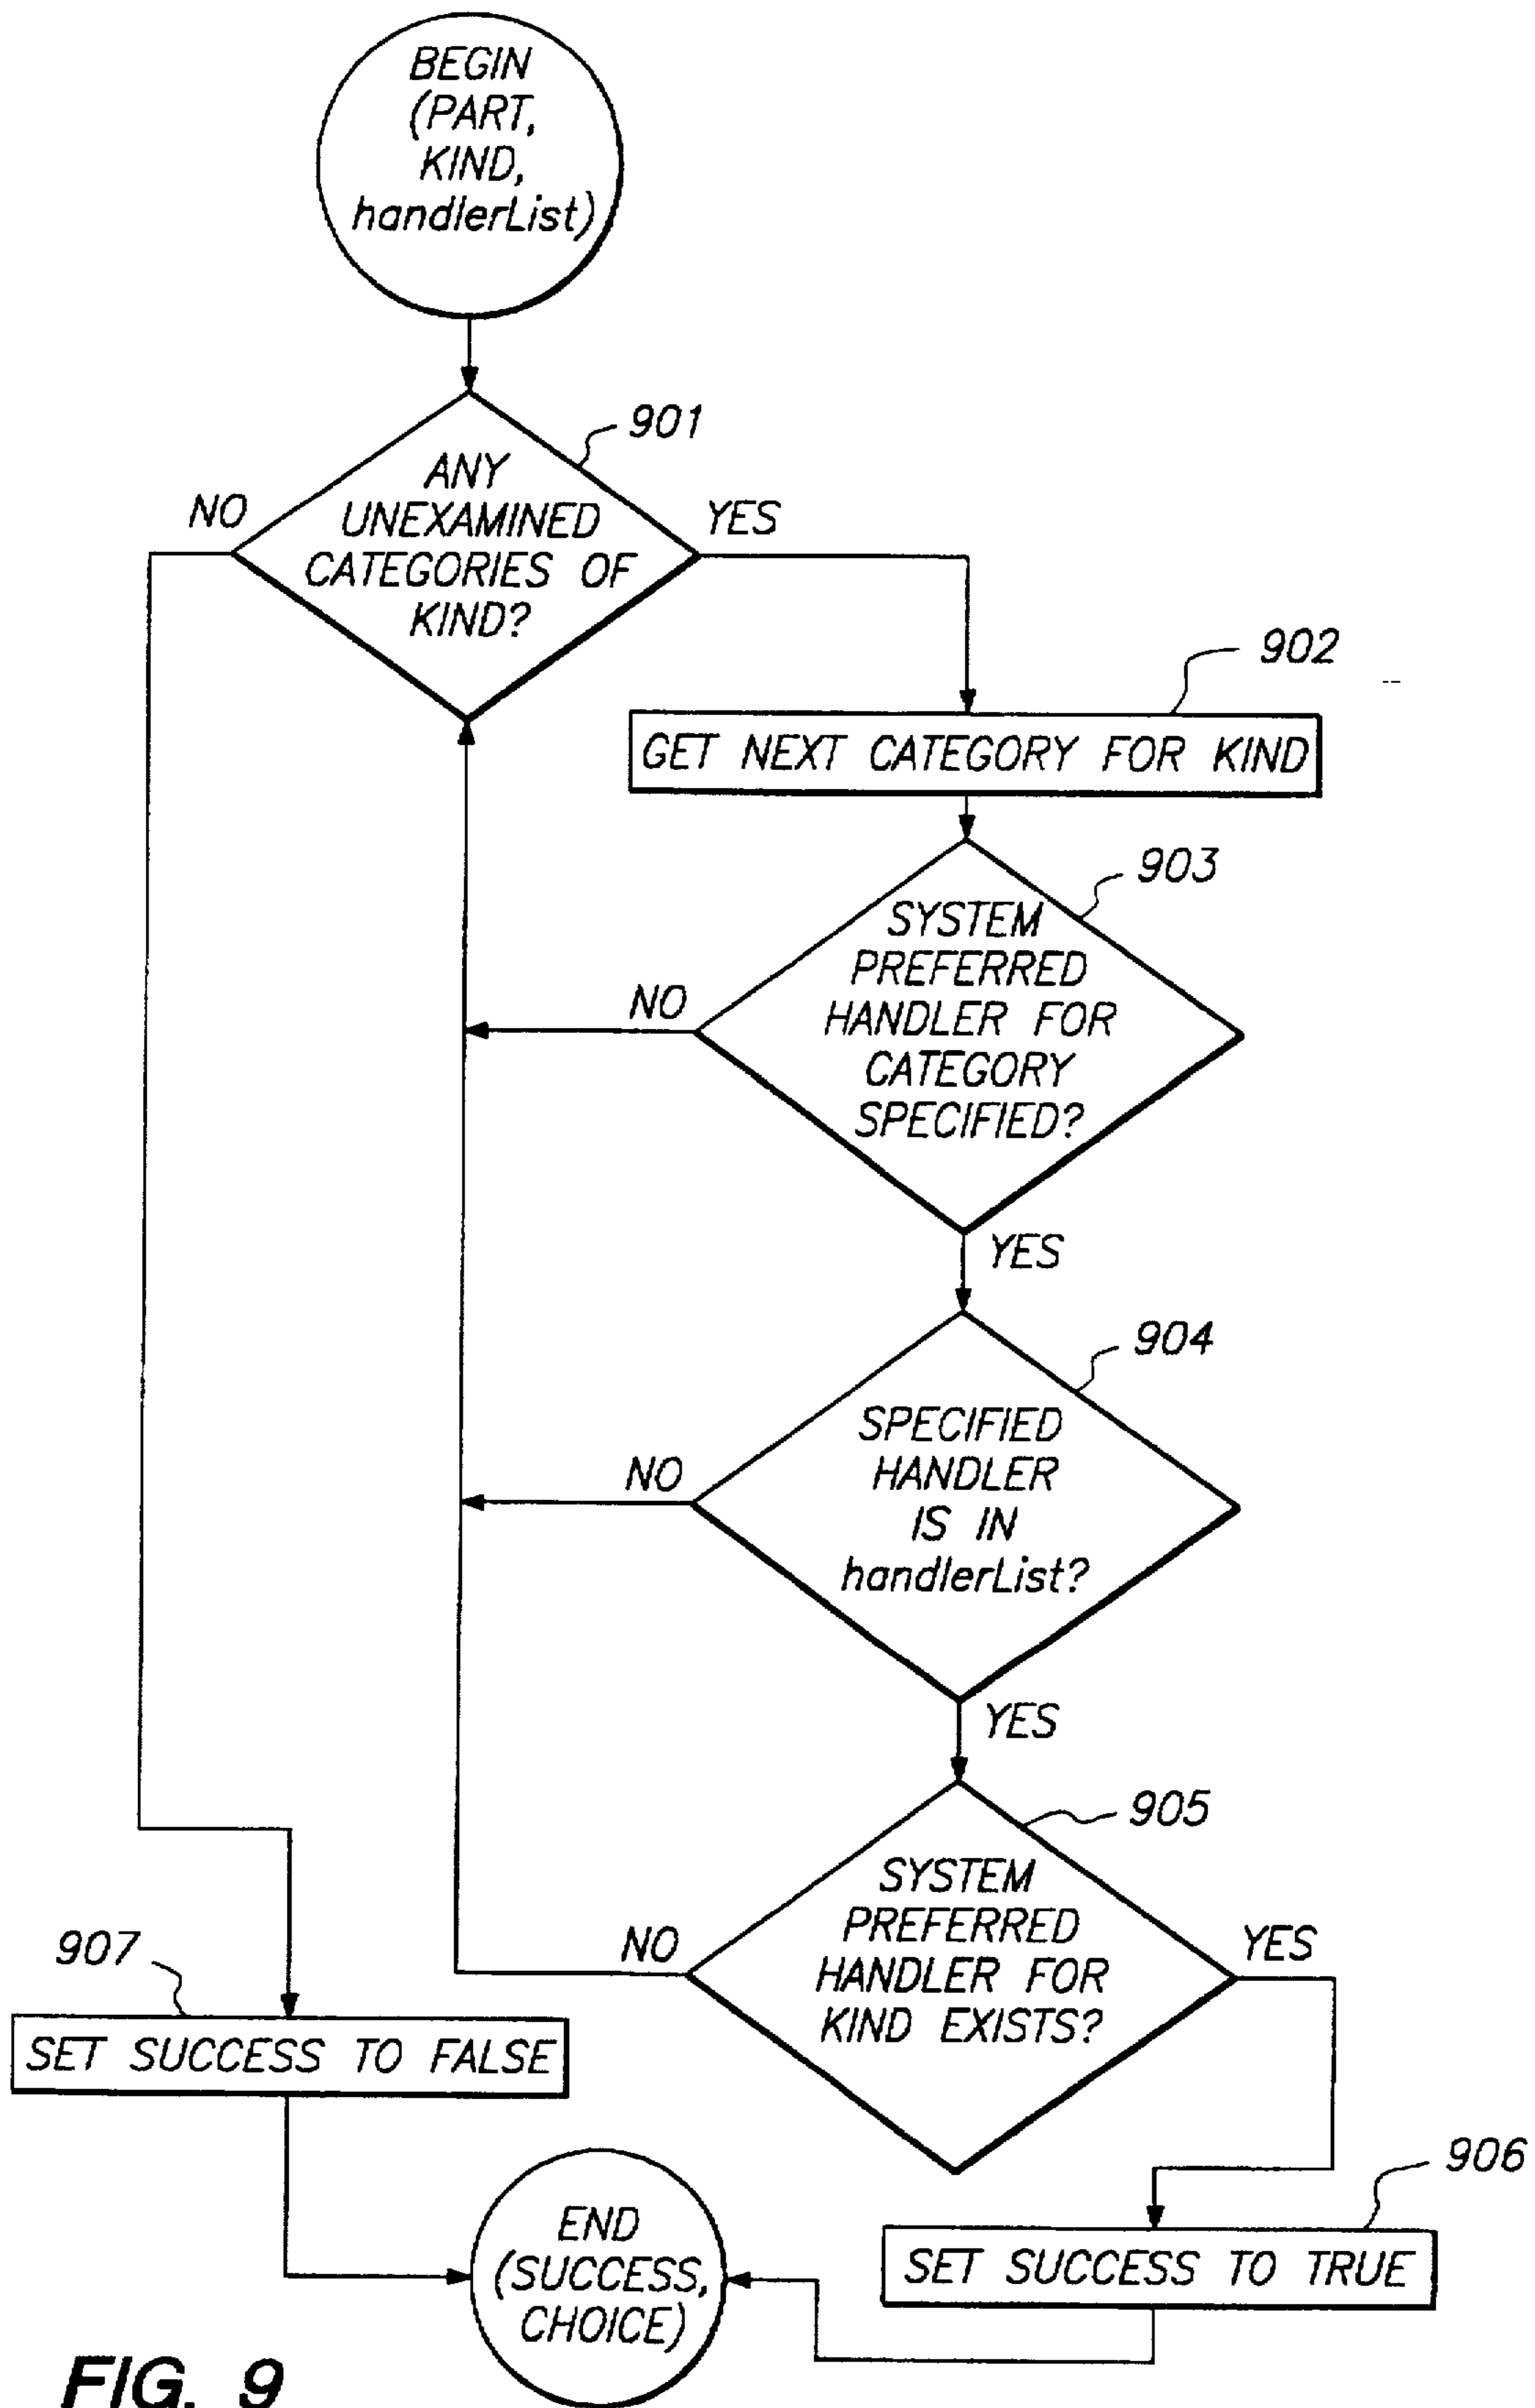 BEGIN
(PART,
KIND,
handlerList)
901
ANY
UNEXAMINED
CATEGORIES OF
KIND?
NO
YES
902
GET NEXT CATEGORY FOR KIND
903
SYSTEM
PREFERRED
HANDLER FOR
CATEGORY
SPECIFIED?
NO
YES
904
SPECIFIED
HANDLER
IS IN
handlerList?
NO
YES
905
SYSTEM
PREFERRED
HANDLER FOR
KIND EXISTS?
NO
YES
907
SET SUCCESS TO FALSE
906
SET SUCCESS TO TRUE
END
(SUCCESS,
CHOICE)
FIG. 9